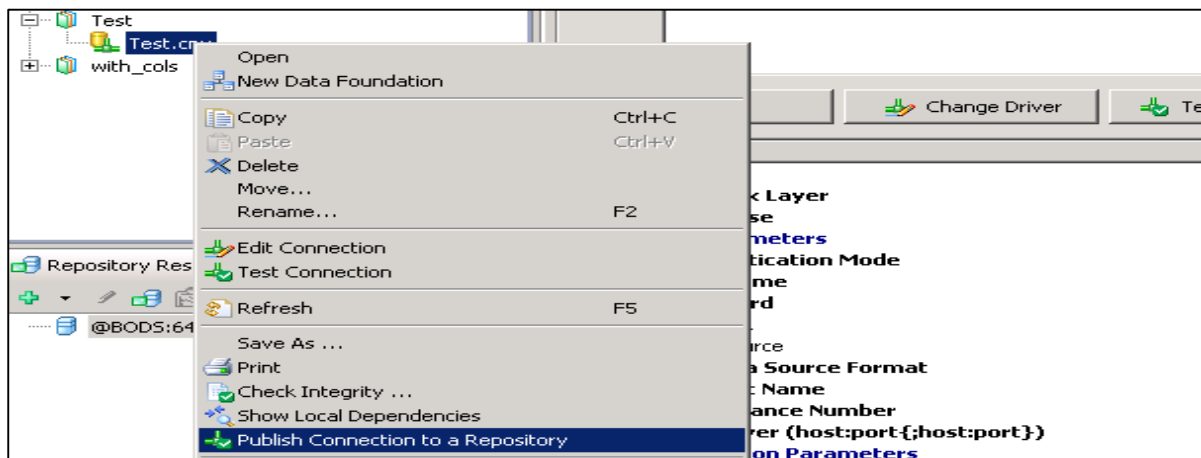 Test
Test.cn
with_cols
Open
New Data Foundation
Copy Ctrl+C
Paste Ctrl+V
Delete
Move...
Rename... F2
Edit Connection
Test Connection
Refresh F5
Save As ...
Print
Check Integrity ...
Show Local Dependencies
Publish Connection to a Repository
Repository Res
@BODS:64
Change Driver
Te
k Layer
se
meters
tication Mode
me
rd
rce
a Source Format
t Name
ance Number
ver (host:port{;host:port})
on Parameters